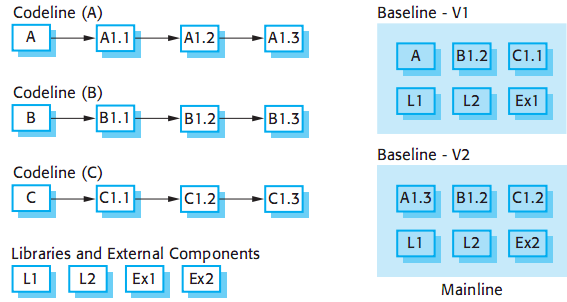 Codeline (A)
A A1.1 A1.2 A1.3
Codeline (B)
B B1.1 B1.2 B1.3
Codeline (C)
C C1.1 C1.2 C1.3
Libraries and External Components
L1 L2 Ex1 Ex2
Baseline - V1
A B1.2 C1.1
L1 L2 Ex1
Baseline - V2
A1.3 B1.2 C1.2
L1 L2 Ex2
Mainline